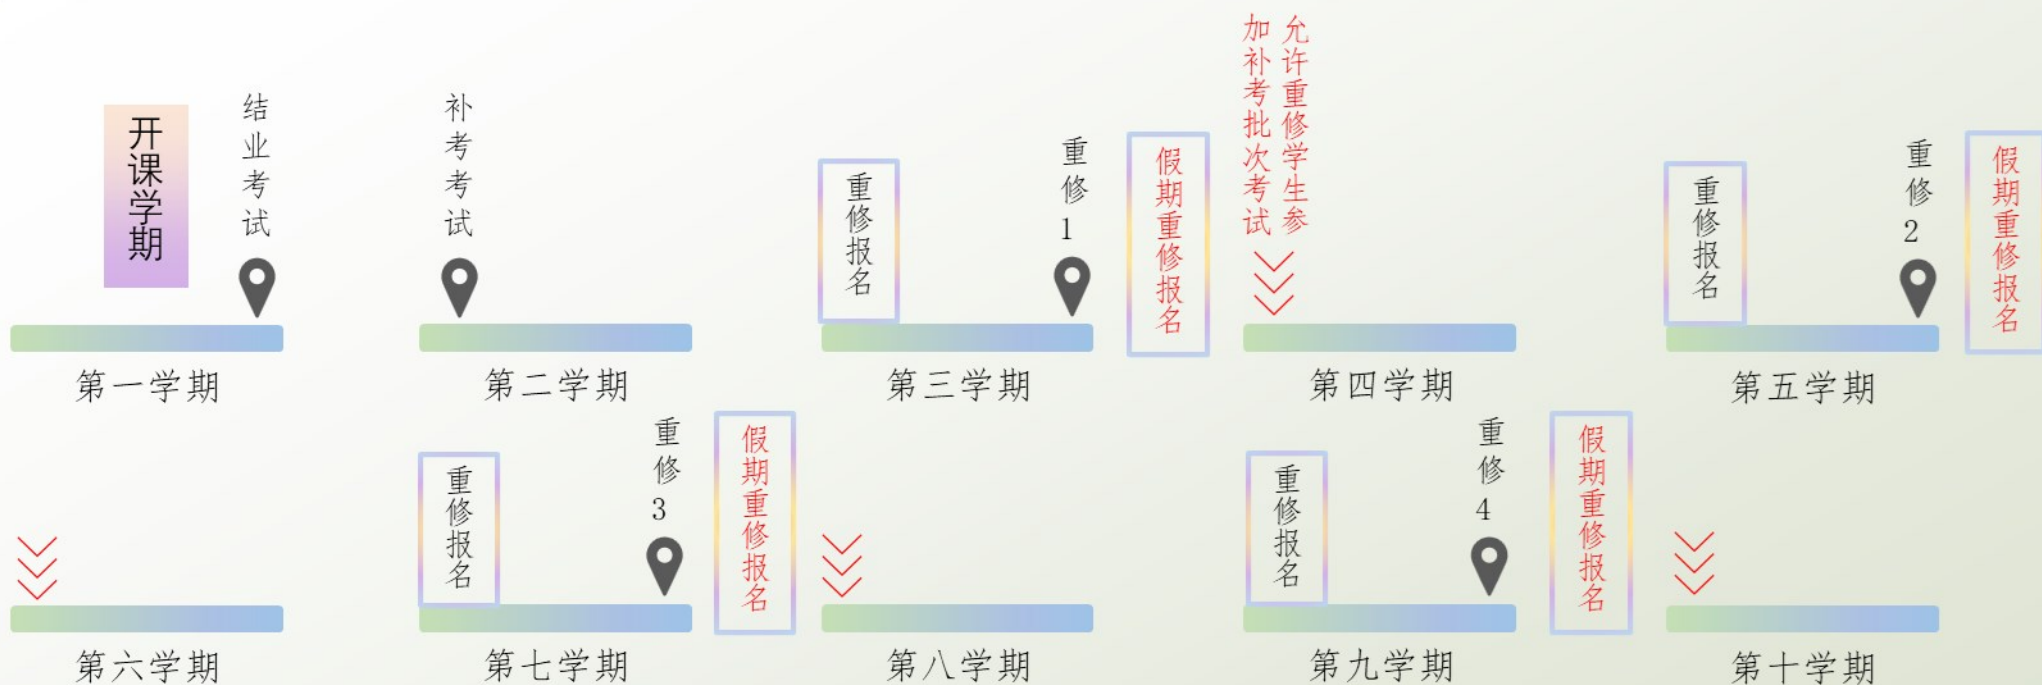 开课学期
结业考试
补考考试
重修报名
重修1
假期重修报名
允许重修学生参
加补考批次考试
重修报名
重修2
假期重修报名
第一学期
第二学期
第三学期
第四学期
第五学期
重修报名
重修3
假期重修报名
重修报名
重修4
假期重修报名
第六学期
第七学期
第八学期
第九学期
第十学期